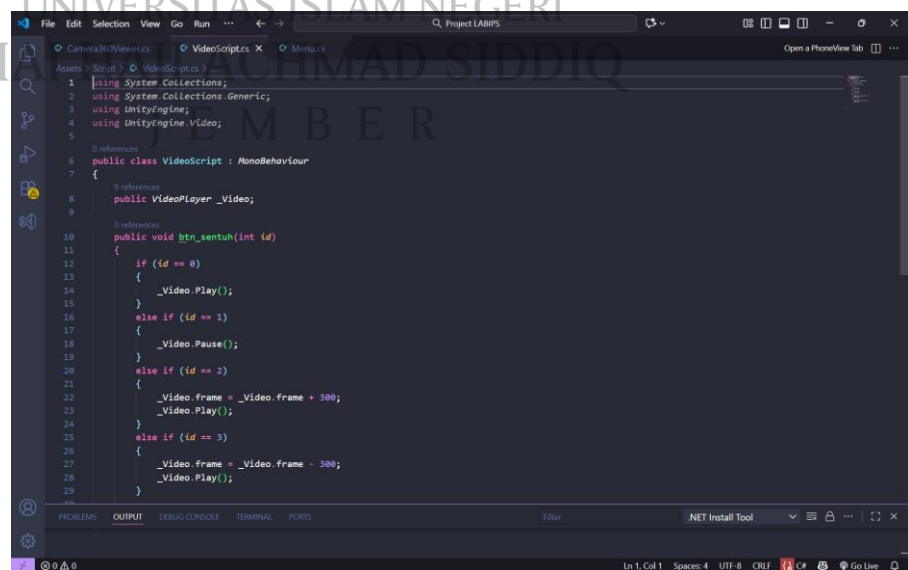 UNIVERSITAS ISLAM NEGERI
ACHMAD SIDDIQ
JEMBER
File Edit Selection View Go Run ... Project LABIPS
Camera360Viewer.cs VideoScript.cs Menu.cs Open a PhoneView Tab
Assets > Script > VideoScript.cs >
1 using System.Collections;
2 using System.Collections.Generic;
3 using UnityEngine;
4 using UnityEngine.Video;
5
0 references
6 public class VideoScript : MonoBehaviour
7 {
8 references
8 public VideoPlayer _Video;
9
0 references
10 public void btn_sentuh(int id)
11 {
12 if (id == 0)
13 {
14 _Video.Play();
15 }
16 else if (id == 1)
17 {
18 _Video.Pause();
19 }
20 else if (id == 2)
21 {
22 _Video.frame = _Video.frame + 300;
23 _Video.Play();
24 }
25 else if (id == 3)
26 {
27 _Video.frame = _Video.frame - 300;
28 _Video.Play();
29 }
PROBLEMS OUTPUT DEBUG CONSOLE TERMINAL PORTS Filter .NET Install Tool
0 0 Ln 1, Col 1 Spaces: 4 UTF-8 CRLF C# Go Live